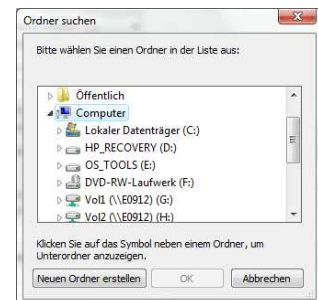 Ordner suchen
Bitte wählen Sie einen Ordner in der Liste aus:
Öffentlich
Computer
Lokaler Datenträger (C:)
HP_RECOVERY (D:)
OS_TOOLS (E:)
DVD-RW-Laufwerk (F:)
Vol1 (\\E0912) (G:)
Vol2 (\\E0912) (H:)
Klicken Sie auf das Symbol neben einem Ordner, um
Unterordner anzuzeigen.
Neuen Ordner erstellen OK Abbrechen